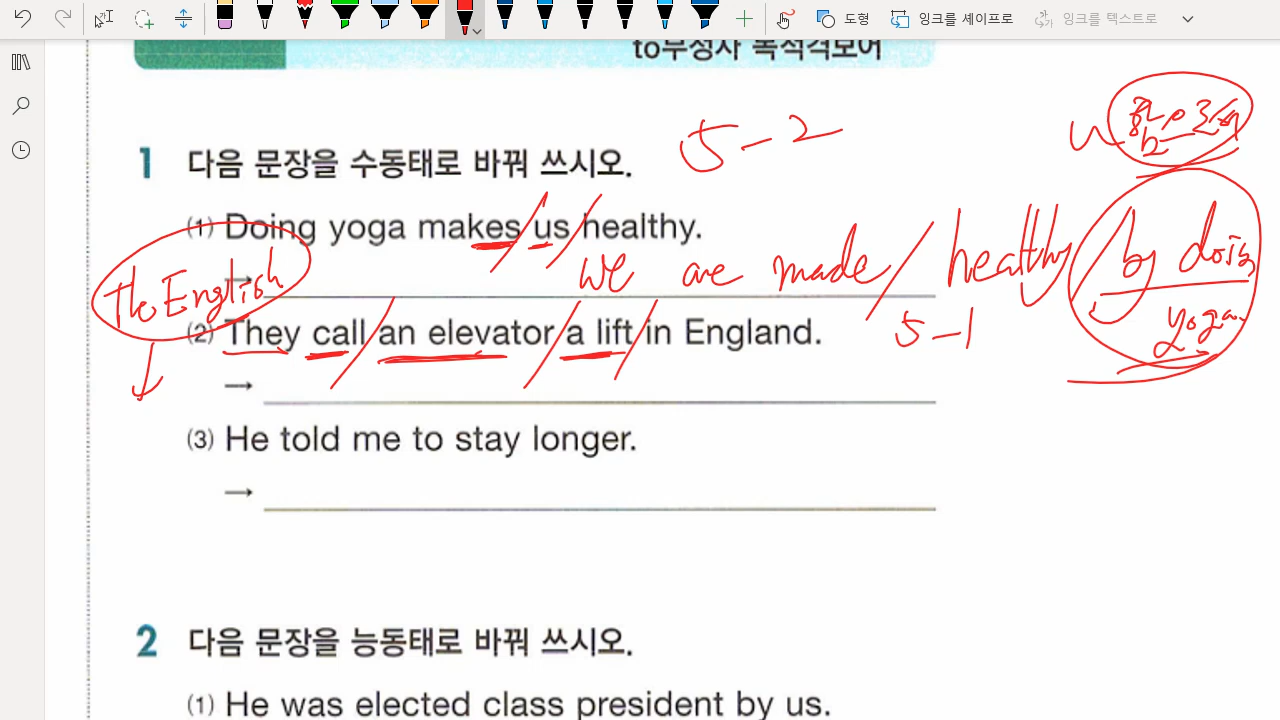 도형
잉크를 셰이프로
잉크를 텍스트로
to부정사 목적격보어
5-2
1 다음 문장을 수동태로 바꿔 쓰시오.
(1) Doing yoga makes us healthy.
→ we are made healthy by doing yoga.
The English
(2) They call an elevator a lift in England.
5-1
→
(3) He told me to stay longer.
→
2 다음 문장을 능동태로 바꿔 쓰시오.
(1) He was elected class president by us.